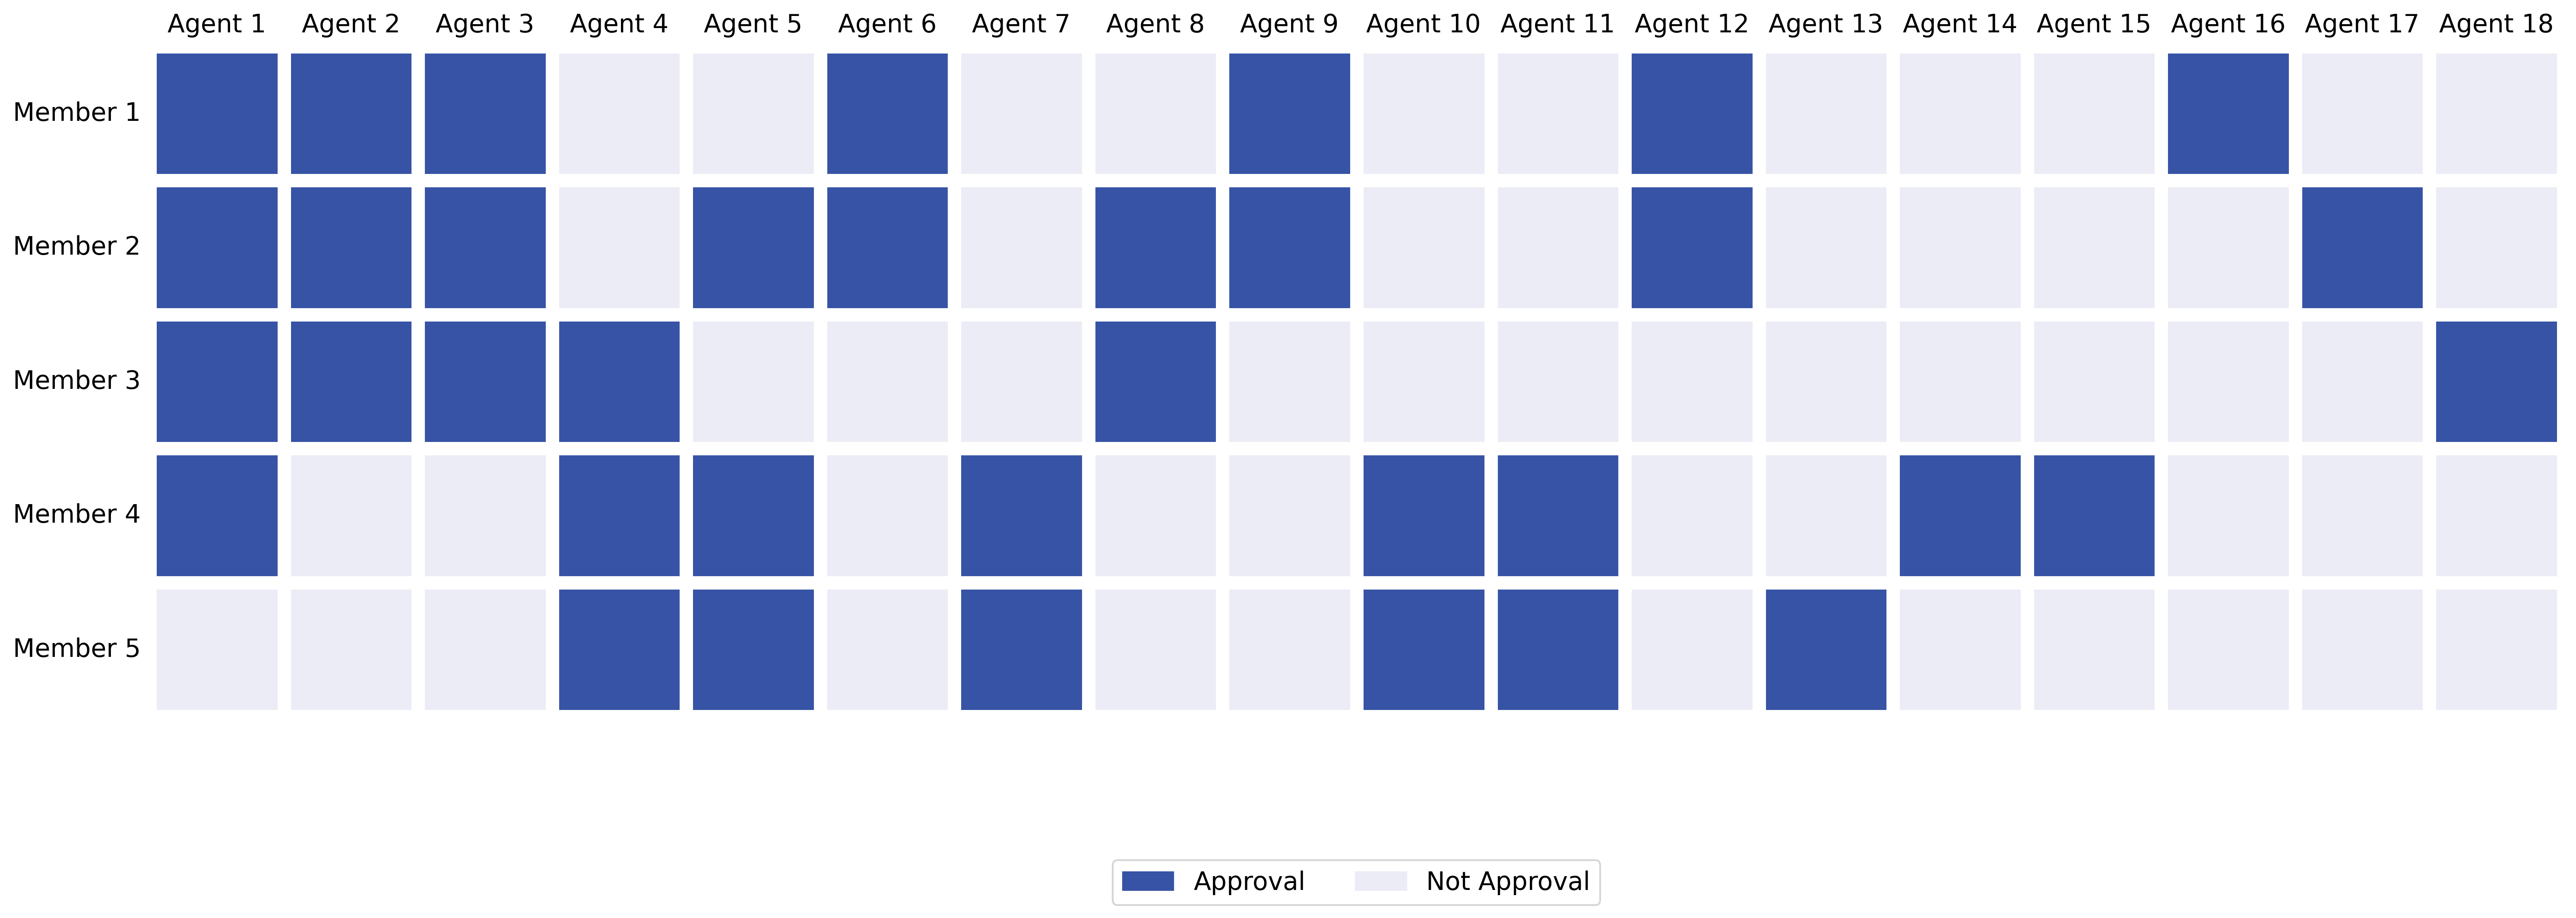 Agent 1 Agent 2 Agent 3 Agent 4 Agent 5 Agent 6 Agent 7 Agent 8 Agent 9 Agent 10 Agent 11 Agent 12 Agent 13 Agent 14 Agent 15 Agent 16 Agent 17 Agent 18
Member 1
Member 2
Member 3
Member 4
Member 5
Approval Not Approval